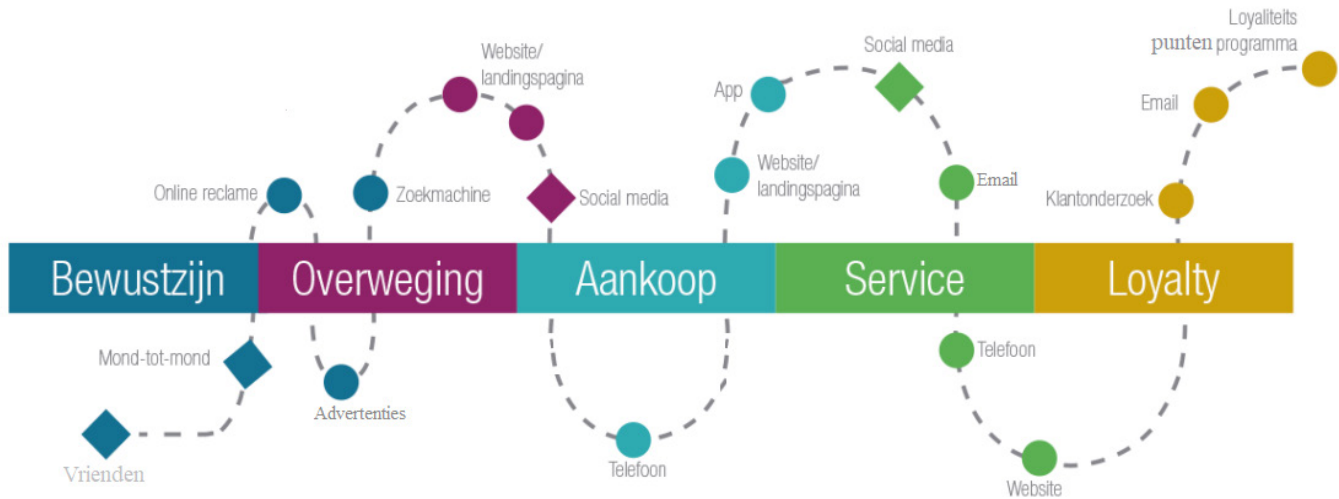 Loyaliteits
punten programma
Website/
landingspagina
Social media
App
Email
Online reclame
Zoekmachine
Social media
Website/
landingspagina
Email
Klantonderzoek
Bewustzijn
Overweging
Aankoop
Service
Loyalty
Mond-tot-mond
Telefoon
Advertenties
Vrienden
Telefoon
Website